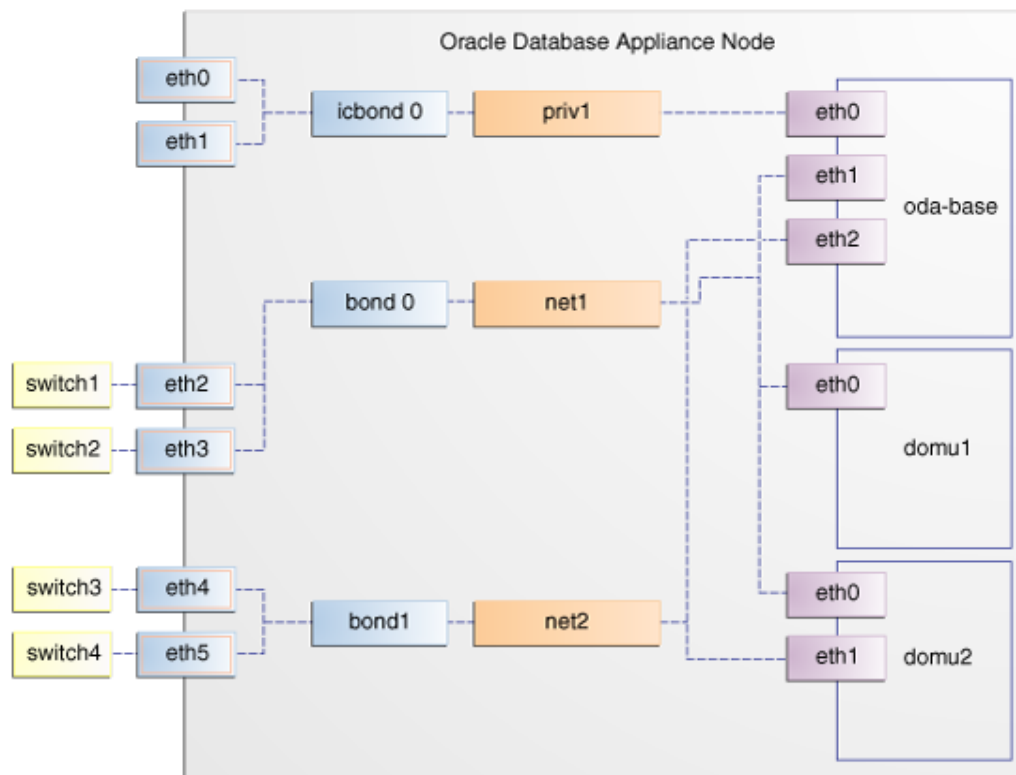 Oracle Database Appliance Node
eth0
icbond 0
priv1
eth0
eth1
eth1
oda-base
eth2
bond 0
net1
switch1
eth2
eth0
switch2
eth3
domu1
switch3
eth4
eth0
bond1
net2
switch4
eth5
eth1
domu2